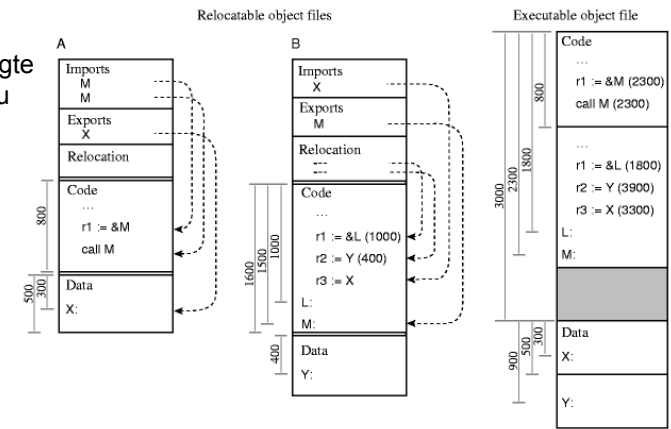 Relocatable object files
Executable object file
gte
u
A
Imports
M
M
Exports
X
Relocation
Code
...
r1 := &M
call M
Data
X:
800
300
500
B
Imports
X
Exports
M
Relocation
---
---
Code
...
r1 := &L (1000)
r2 := Y (400)
r3 := X
L:
M:
Data
Y:
1000
1500
1600
400
Code
...
r1 := &M (2300)
call M (2300)
...
r1 := &L (1800)
r2 := Y (3900)
r3 := X (3300)
L:
M:
Data
X:
Y:
800
1800
2300
3000
300
500
900